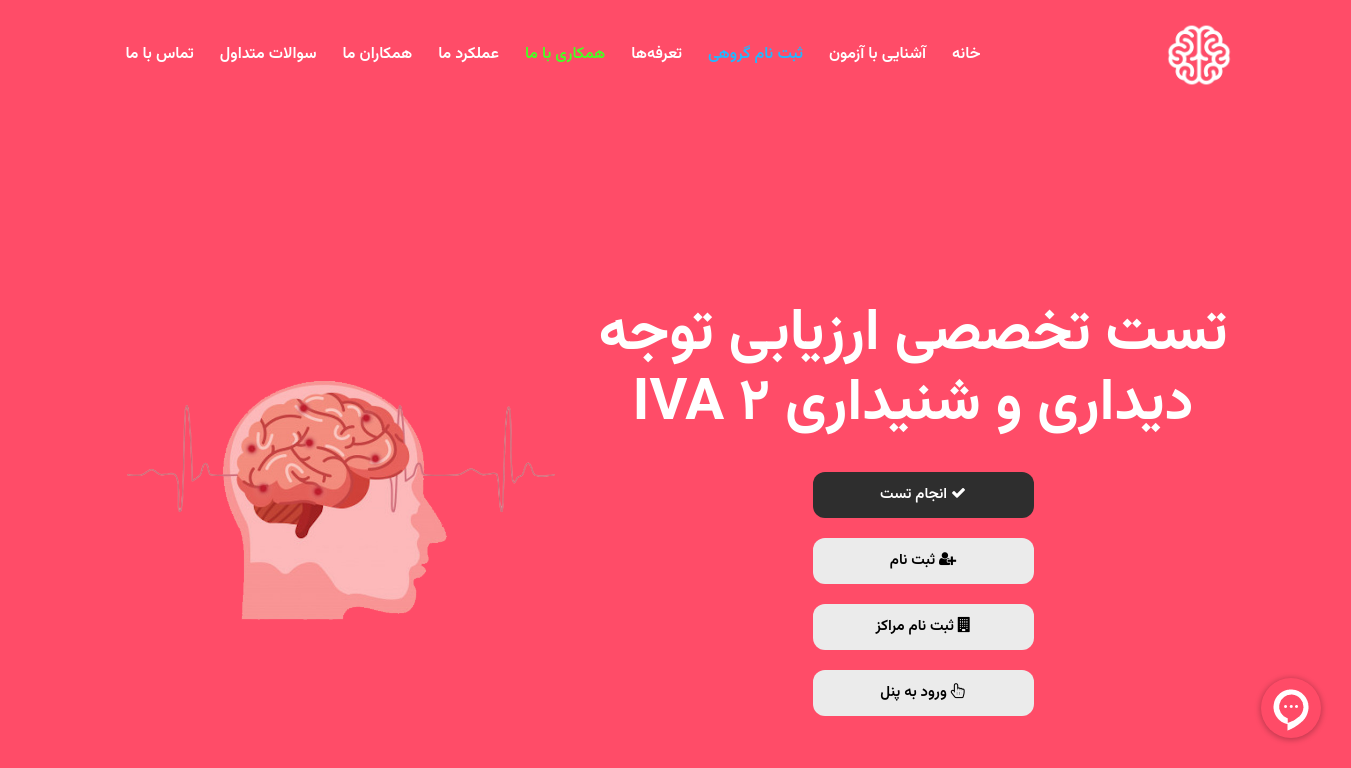 خانه
آشنایی با آزمون
ثبت نام گروهی
تعرفه‌ها
همکاری با ما
عملکرد ما
همکاران ما
سوالات متداول
تماس با ما
تست تخصصی ارزیابی توجه
دیداری و شنیداری IVA ۲
انجام تست
ثبت نام
ثبت نام مراکز
ورود به پنل